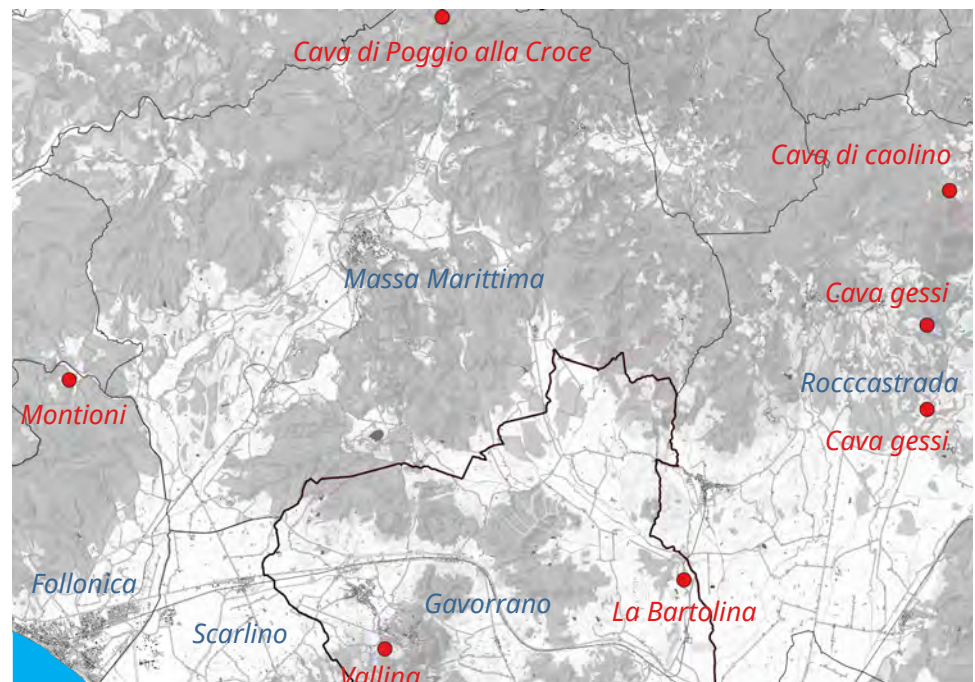 Cava di Poggio alla Croce
Cava di caolino
Massa Marittima
Cava gessi
Montioni
Rocccastrada
Cava gessi
Follonica
Gavorrano
La Bartolina
Scarlino
Vallina